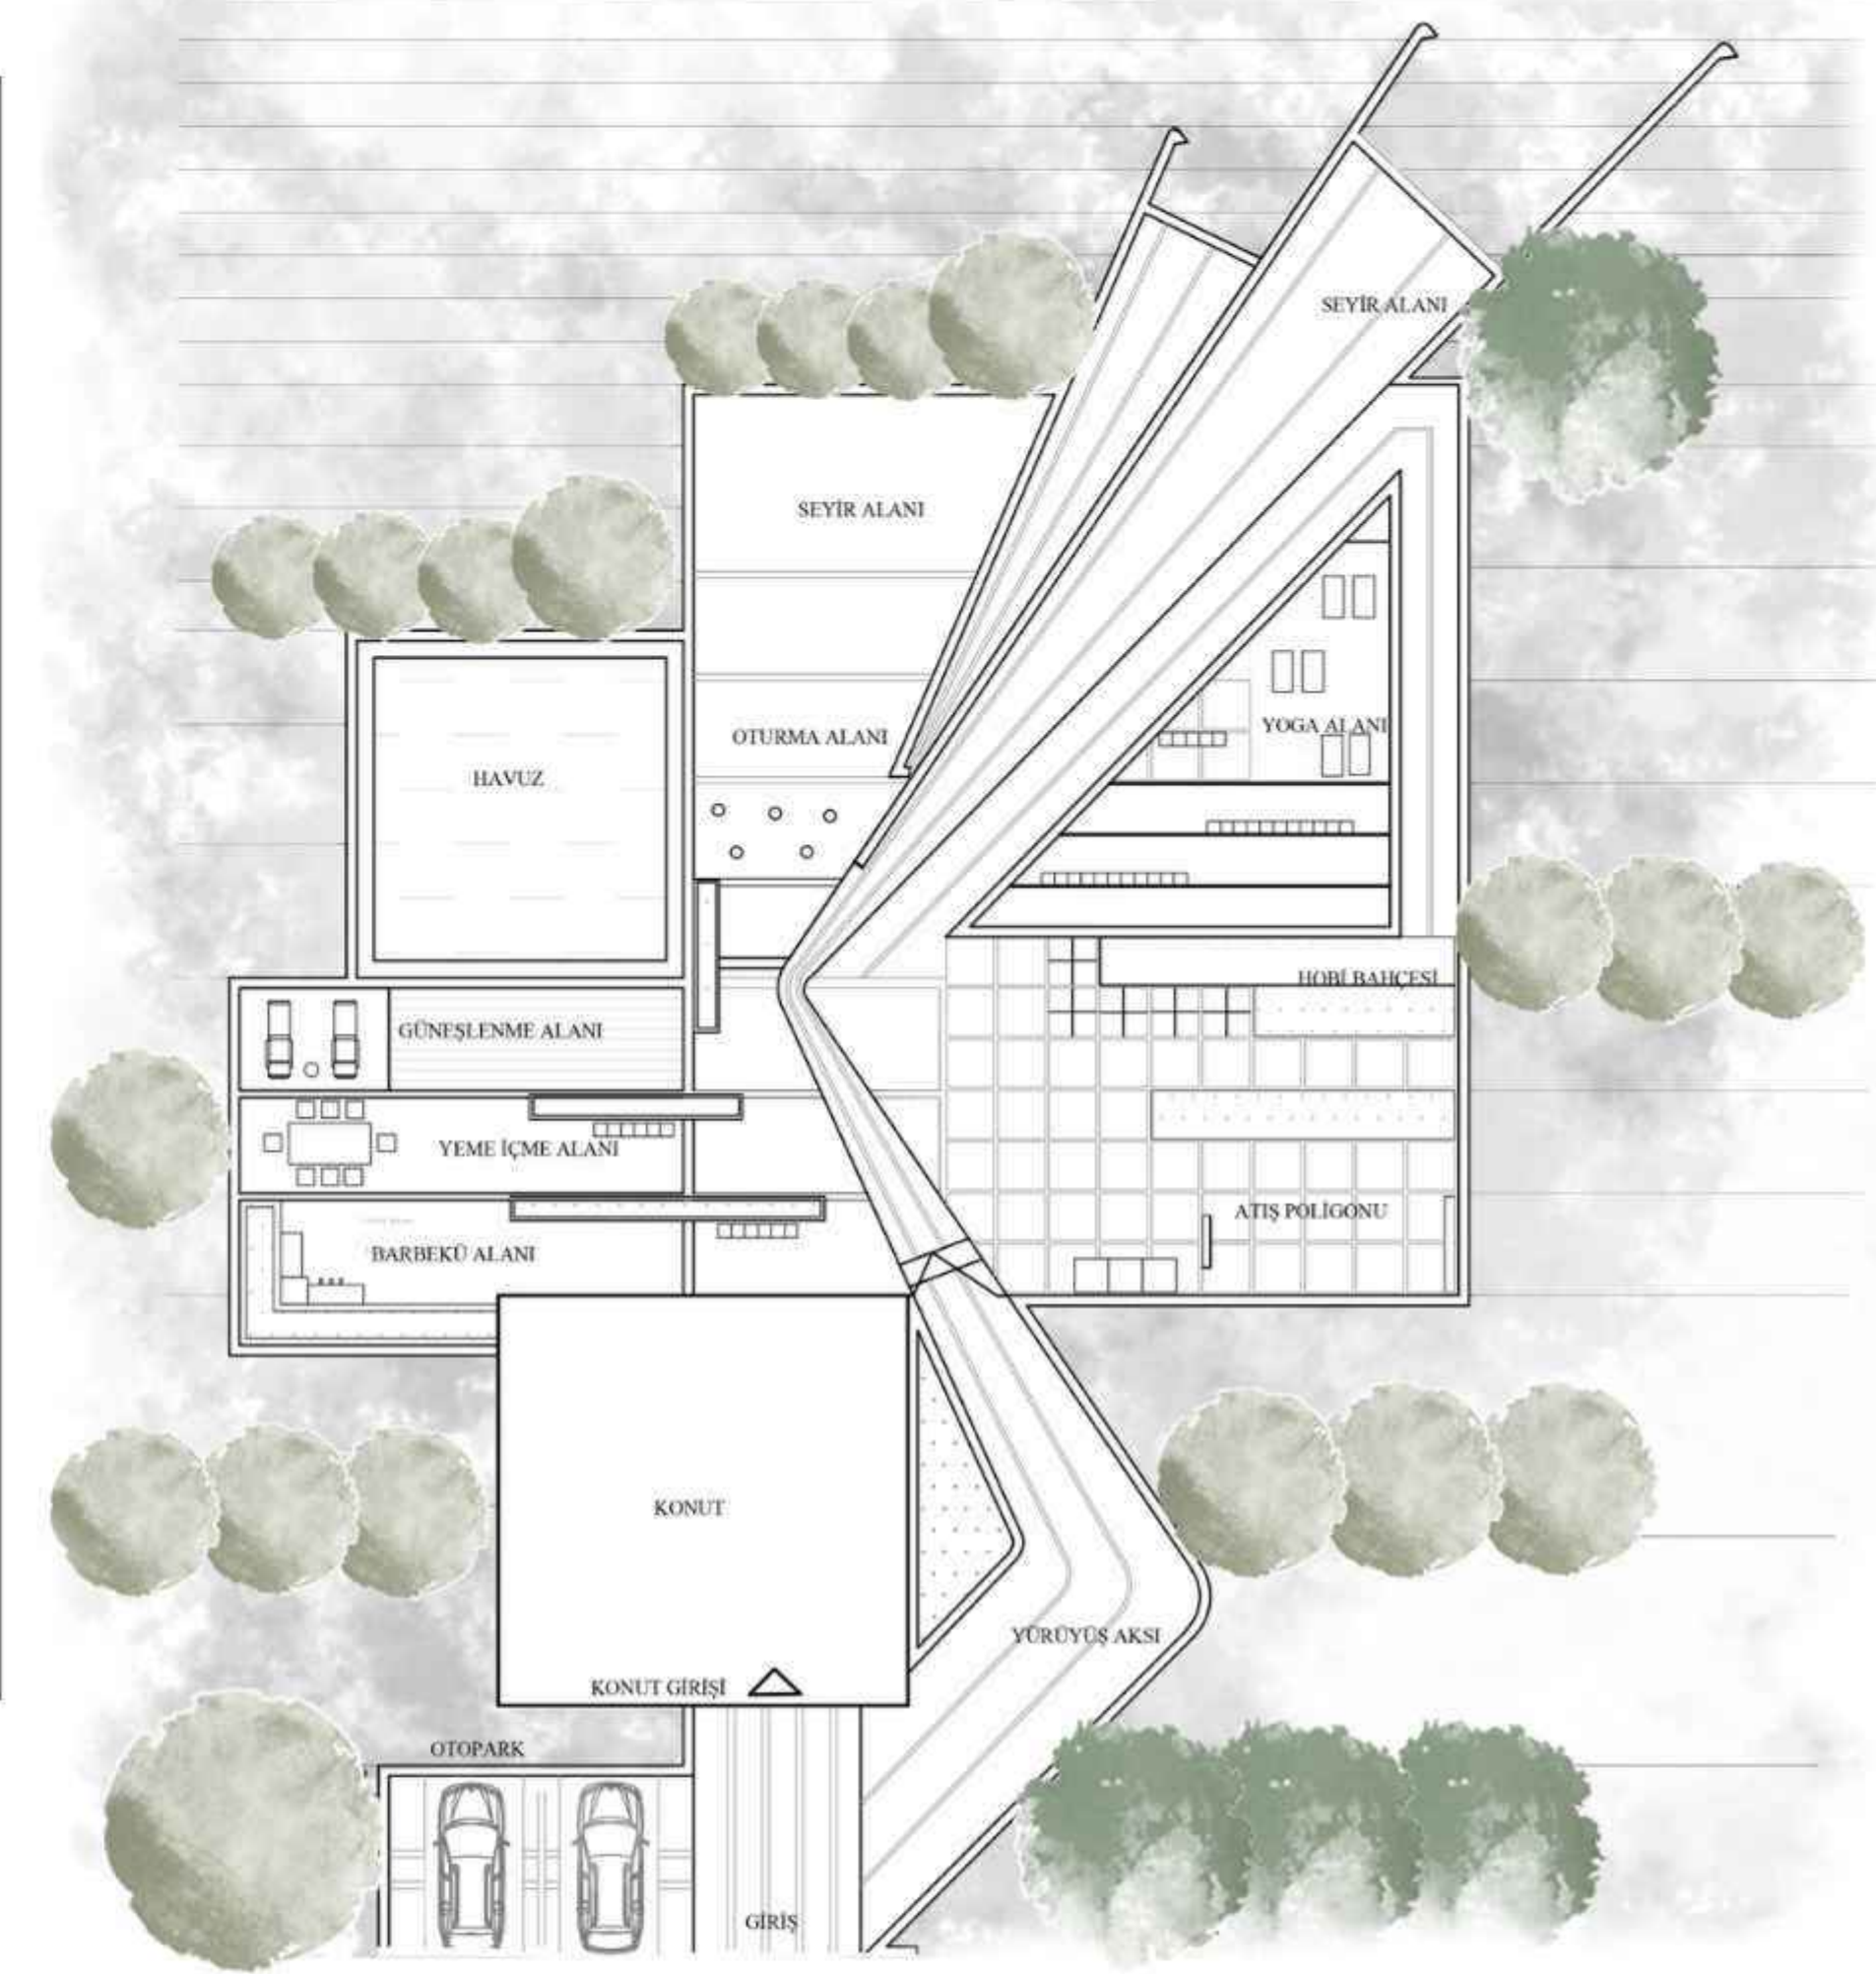 SEYİR ALANI
SEYİR ALANI
YOGA ALANI
OTURMA ALANI
HAVUZ
HOBİ BAHÇESİ
GÜNEŞLENME ALANI
YEME İÇME ALANI
ATIŞ POLİGONU
BARBEKÜ ALANI
KONUT
YÜRÜYÜŞ AKSI
KONUT GİRİŞİ
OTOPARK
GİRİŞ